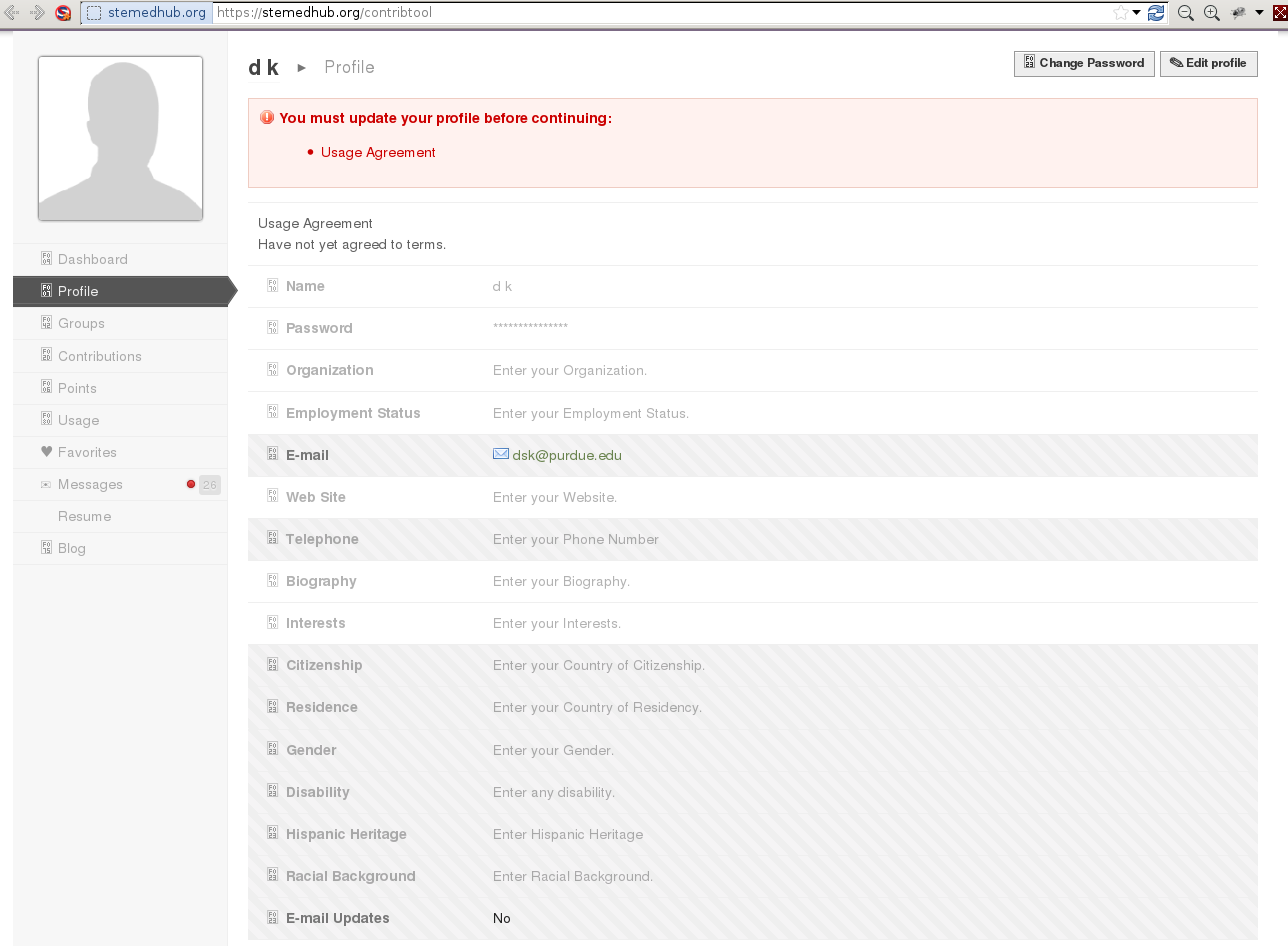 stemedhub.org https://stemedhub.org/contribtool
d k ► Profile
Change Password
Edit profile
You must update your profile before continuing:
• Usage Agreement
Usage Agreement
Have not yet agreed to terms.
Dashboard
Profile
Groups
Contributions
Points
Usage
Favorites
Messages 26
Resume
Blog
Name d k
Password ***************
Organization Enter your Organization.
Employment Status Enter your Employment Status.
E-mail dsk@purdue.edu
Web Site Enter your Website.
Telephone Enter your Phone Number
Biography Enter your Biography.
Interests Enter your Interests.
Citizenship Enter your Country of Citizenship.
Residence Enter your Country of Residency.
Gender Enter your Gender.
Disability Enter any disability.
Hispanic Heritage Enter Hispanic Heritage
Racial Background Enter Racial Background.
E-mail Updates No